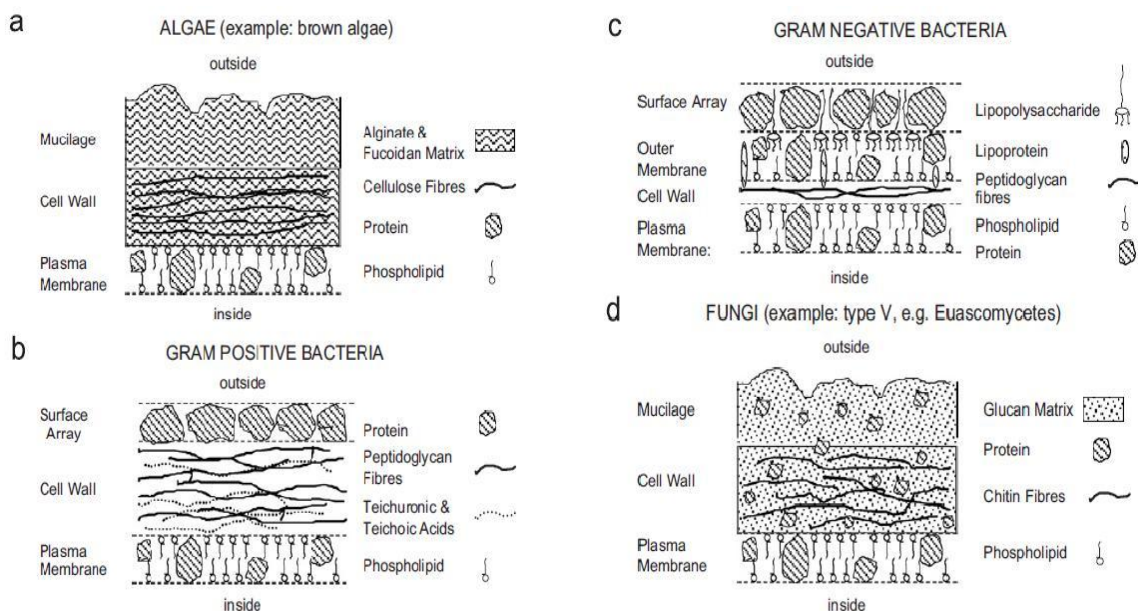 a
ALGAE (example: brown algae)
outside
Mucilage
Alginate &
Fucoidan Matrix
Cellulose Fibres
Cell Wall
Protein
Plasma
Membrane
Phospholipid
inside
b
GRAM POSITIVE BACTERIA
outside
Surface
Array
Protein
Peptidoglycan
Fibres
Cell Wall
Teichuronic &
Teichoic Acids
Plasma
Membrane
Phospholipid
inside
c
GRAM NEGATIVE BACTERIA
outside
Surface Array
Lipopolysaccharide
Outer
Membrane
Lipoprotein
Cell Wall
Peptidoglycan
fibres
Plasma
Membrane:
Phospholipid
Protein
inside
d
FUNGI (example: type V, e.g. Euascomycetes)
outside
Mucilage
Glucan Matrix
Protein
Cell Wall
Chitin Fibres
Plasma
Membrane
Phospholipid
inside